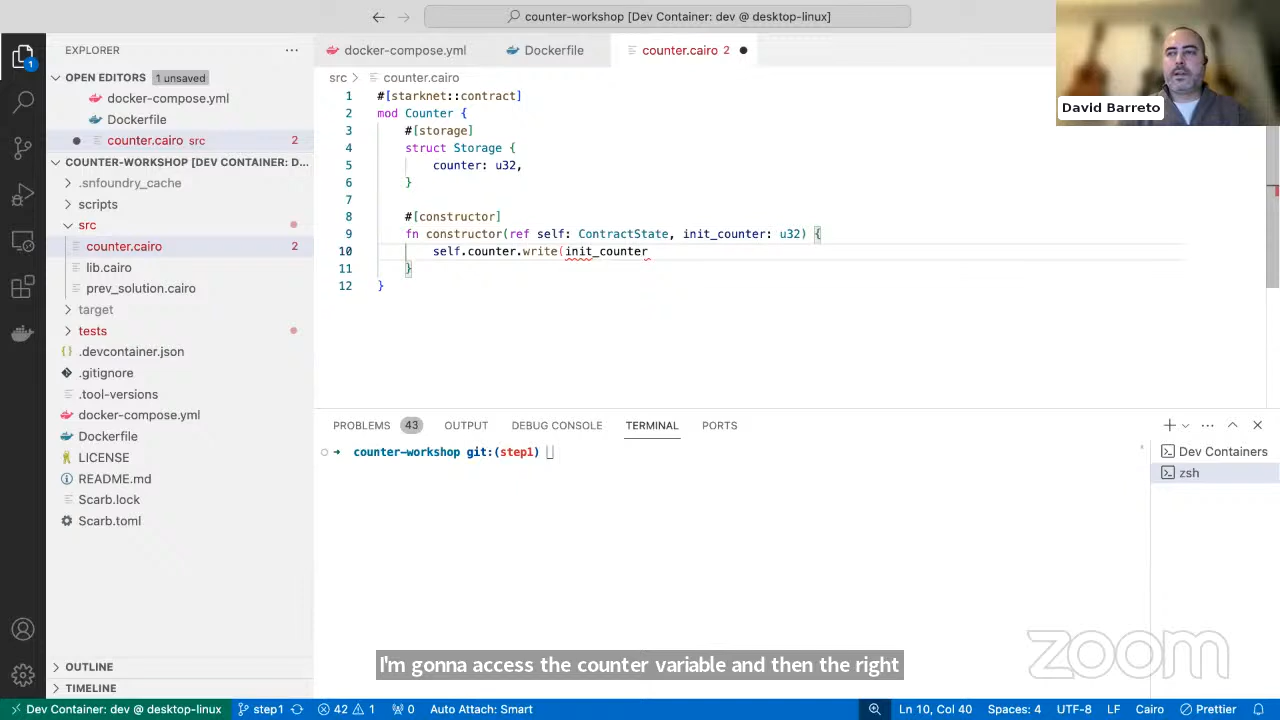 counter-workshop [Dev Container: dev @ desktop-linux]
EXPLORER
OPEN EDITORS 1 unsaved
docker-compose.yml
Dockerfile
counter.cairo src 2
COUNTER-WORKSHOP [DEV CONTAINER: D...
.snfoundry_cache
scripts
src
counter.cairo 2
lib.cairo
prev_solution.cairo
target
tests
.devcontainer.json
.gitignore
.tool-versions
docker-compose.yml
Dockerfile
LICENSE
README.md
Scarb.lock
Scarb.toml
OUTLINE
TIMELINE
docker-compose.yml Dockerfile counter.cairo 2
src counter.cairo
1 #[starknet::contract]
2 mod Counter {
3 #[storage]
4 struct Storage {
5 counter: u32,
6 }
7
8 #[constructor]
9 fn constructor(ref self: ContractState, init_counter: u32) {
10 self.counter.write(init_counter
11 }
12 }
David Barreto
PROBLEMS 43 OUTPUT DEBUG CONSOLE TERMINAL PORTS
counter-workshop git:(step1)
Dev Containers
zsh
zoom
I'm gonna access the counter variable and then the right
1
Dev Container: dev @ desktop-linux step1 42 1 0 Auto Attach: Smart Ln 10, Col 40 Spaces: 4 UTF-8 LF Cairo Prettier